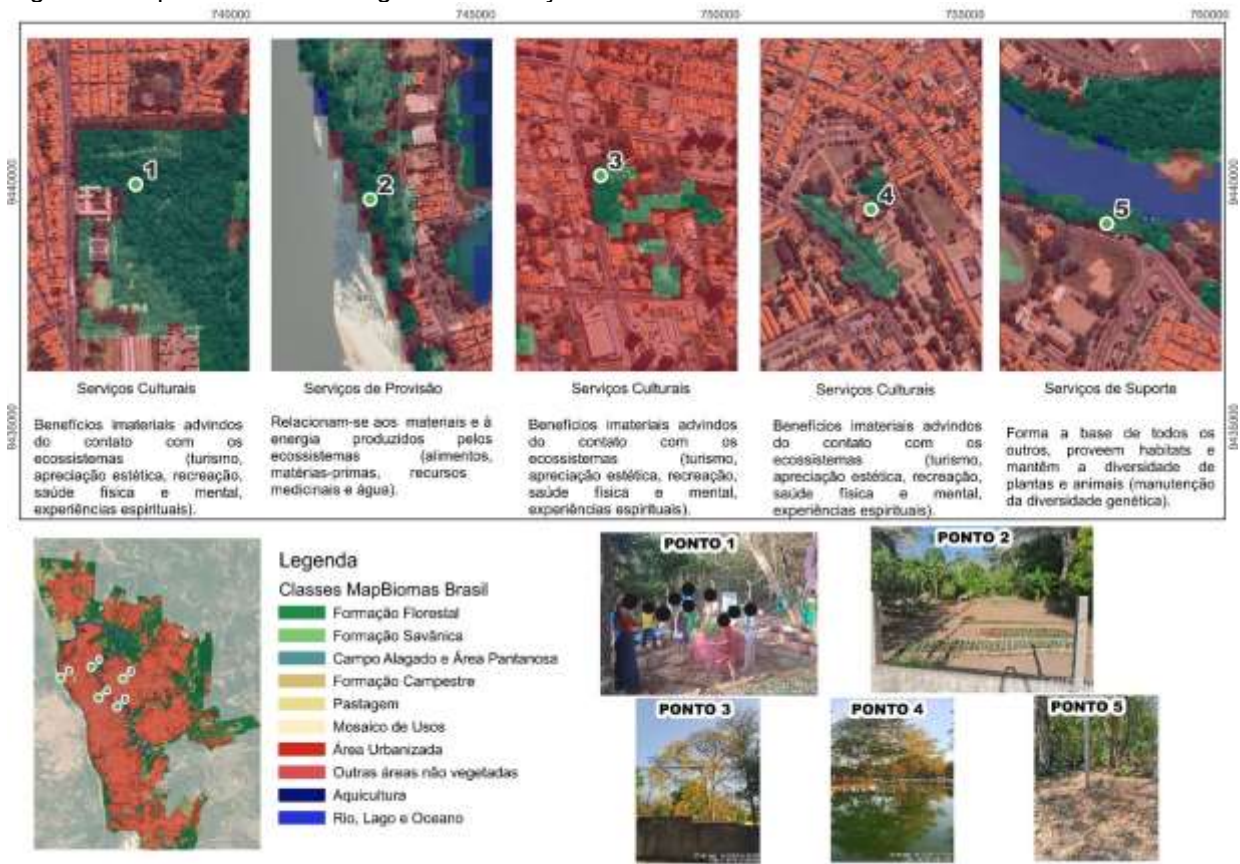 740000 745000 750000 755000 760000
9440000
9440000
9435000
9435000
1
2
3
4
5
Serviços Culturais
Benefícios imateriais advindos
do contato com os
ecossistemas (turismo,
apreciação estética, recreação,
saúde física e mental,
experiências espirituais).
Serviços de Provisão
Relacionam-se aos materiais e à
energia produzidos pelos
ecossistemas (alimentos,
matérias-primas, recursos
medicinais e água).
Serviços Culturais
Benefícios imateriais advindos
do contato com os
ecossistemas (turismo,
apreciação estética, recreação,
saúde física e mental,
experiências espirituais).
Serviços Culturais
Benefícios imateriais advindos
do contato com os
ecossistemas (turismo,
apreciação estética, recreação,
saúde física e mental,
experiências espirituais).
Serviços de Suporte
Forma a base de todos os
outros, proveem habitats e
mantêm a diversidade de
plantas e animais (manutenção
da diversidade genética).
Legenda
Classes MapBiomas Brasil
Formação Florestal
Formação Savânica
Campo Alagado e Área Pantanosa
Formação Campestre
Pastagem
Mosaico de Usos
Área Urbanizada
Outras áreas não vegetadas
Aquicultura
Rio, Lago e Oceano
PONTO 1
PONTO 2
PONTO 3
PONTO 4
PONTO 5